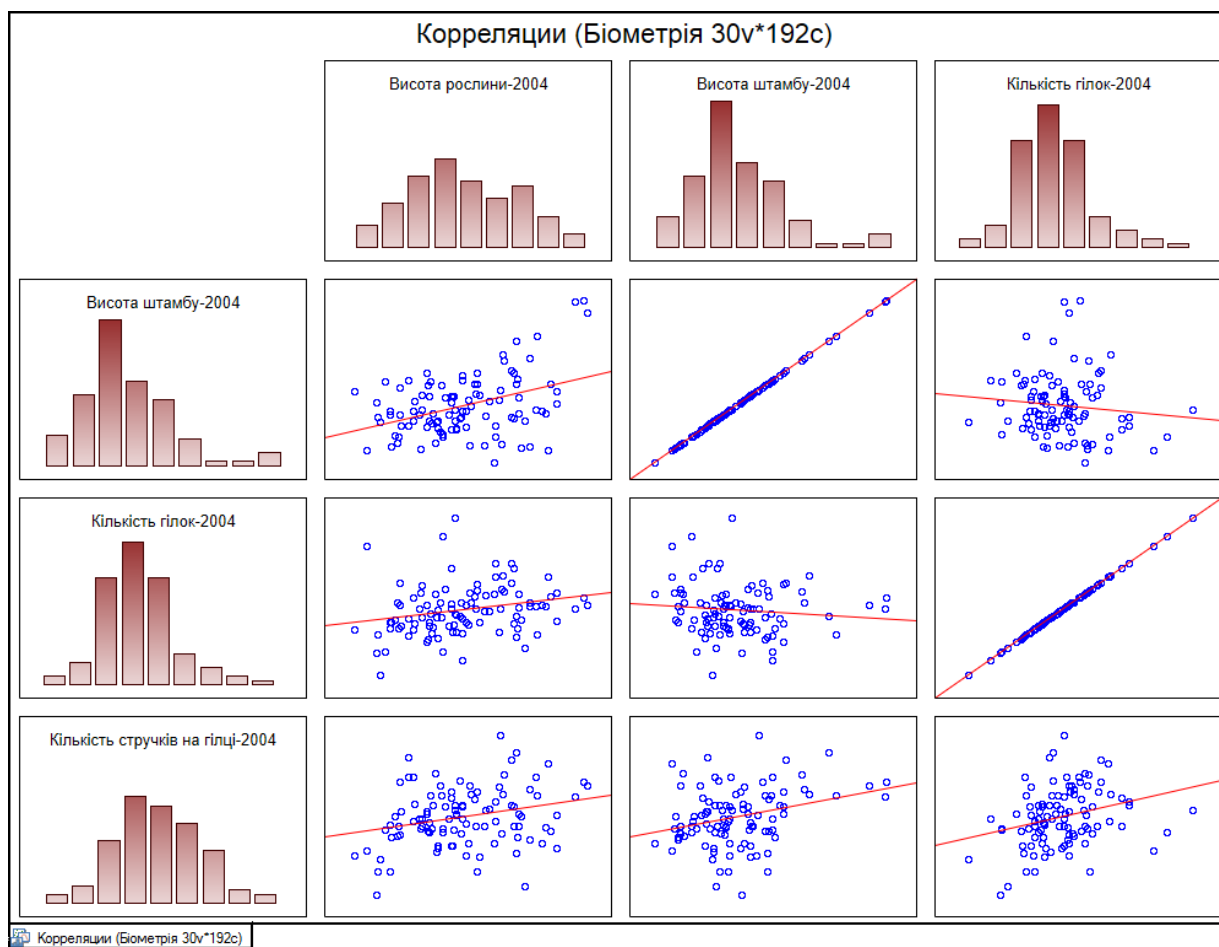 Корреляции (Біометрія 30v*192c)
Висота рослини-2004
Висота штамбу-2004
Кількість гілок-2004
Висота штамбу-2004
Кількість гілок-2004
Кількість стручків на гілці-2004
Корреляции (Біометрія 30v*192c)